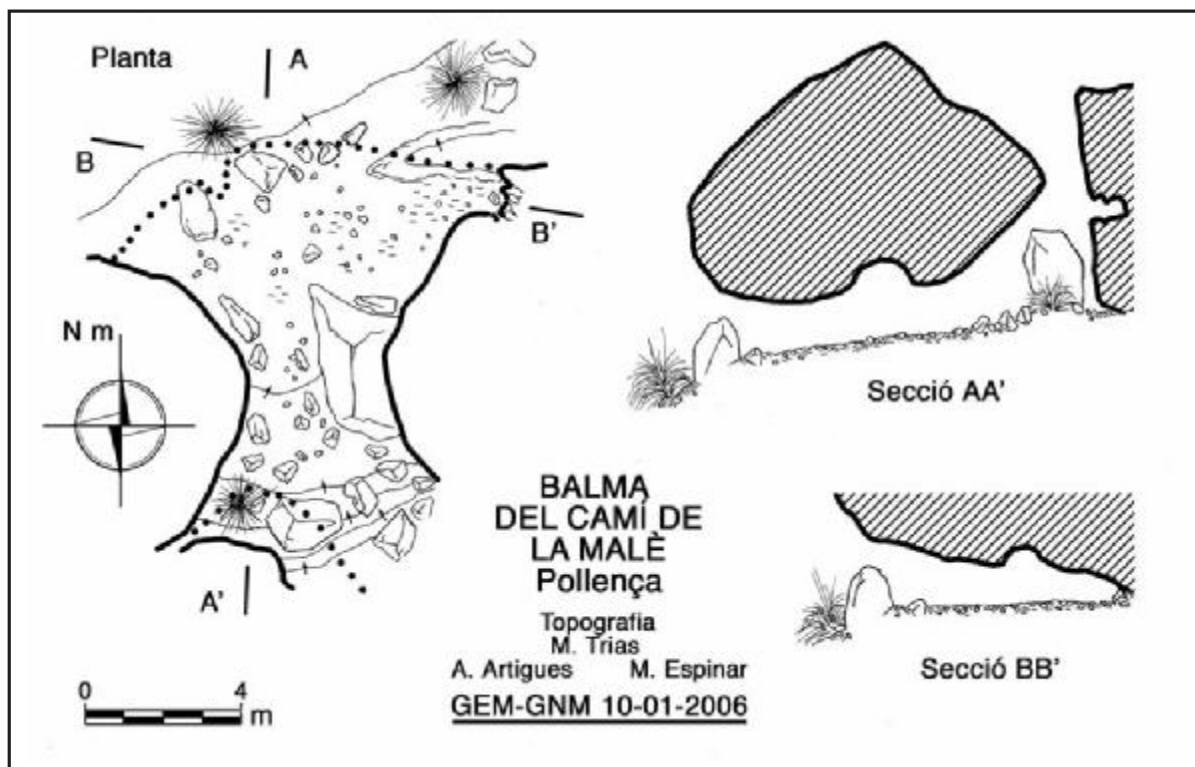 Planta
A
B
B'
N m
A'
0 4
m
BALMA
DEL CAMÍ DE
LA MALÈ
Pollença
Topografia
M. Trias
A. Artigues M. Espinar
GEM-GNM 10-01-2006
Secció AA'
Secció BB'